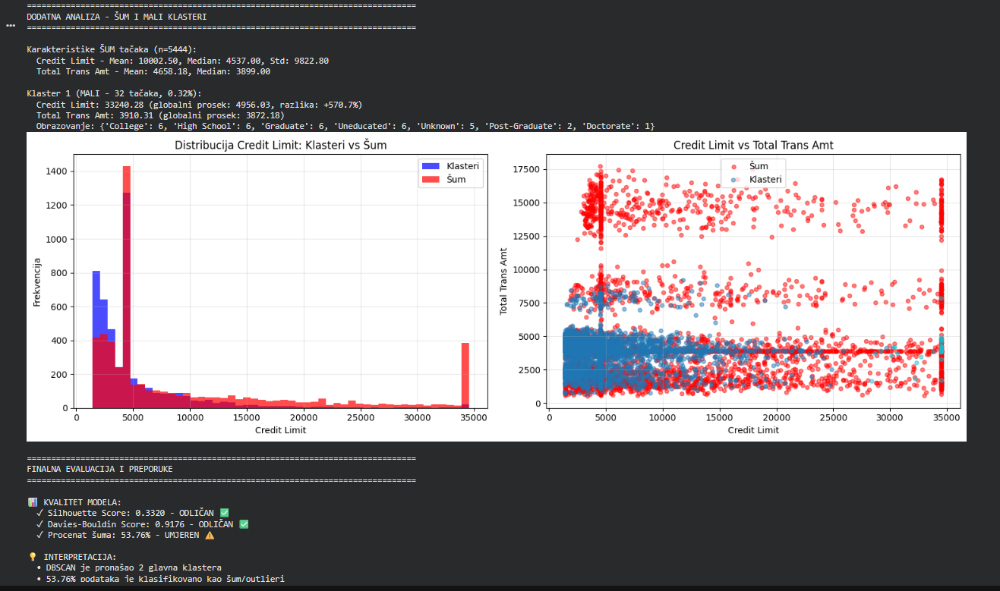 ================================================================================
DODATNA ANALIZA - ŠUM I MALI KLASTERI
================================================================================
Karakteristike ŠUM tačaka (n=5444):
Credit Limit - Mean: 10002.50, Median: 4537.00, Std: 9822.80
Total Trans Amt - Mean: 4658.18, Median: 3899.00
Klaster 1 (MALI - 32 tačaka, 0.32%):
Credit Limit: 33240.28 (globalni prosek: 4956.03, razlika: +570.7%)
Total Trans Amt: 3910.31 (globalni prosek: 3872.18)
Obrazovanje: {'College': 6, 'High School': 6, 'Graduate': 6, 'Uneducated': 6, 'Unknown': 5, 'Post-Graduate': 2, 'Doctorate': 1}
Distribucija Credit Limit: Klasteri vs Šum
Klasteri
Šum
Frekvencija
1400
1200
1000
800
600
400
200
0
0 5000 10000 15000 20000 25000 30000 35000
Credit Limit
Credit Limit vs Total Trans Amt
Šum
Klasteri
Total Trans Amt
17500
15000
12500
10000
7500
5000
2500
0
0 5000 10000 15000 20000 25000 30000 35000
Credit Limit
================================================================================
FINALNA EVALUACIJA I PREPORUKE
================================================================================
📊 KVALITET MODELA:
✓ Silhouette Score: 0.3320 - ODLIČAN ✅
✓ Davies-Bouldin Score: 0.9176 - ODLIČAN ✅
✓ Procenat šuma: 53.76% - UMJEREN ⚠️
💡 INTERPRETACIJA:
• DBSCAN je pronašao 2 glavna klastera
• 53.76% podataka je klasifikovano kao šum/outlieri